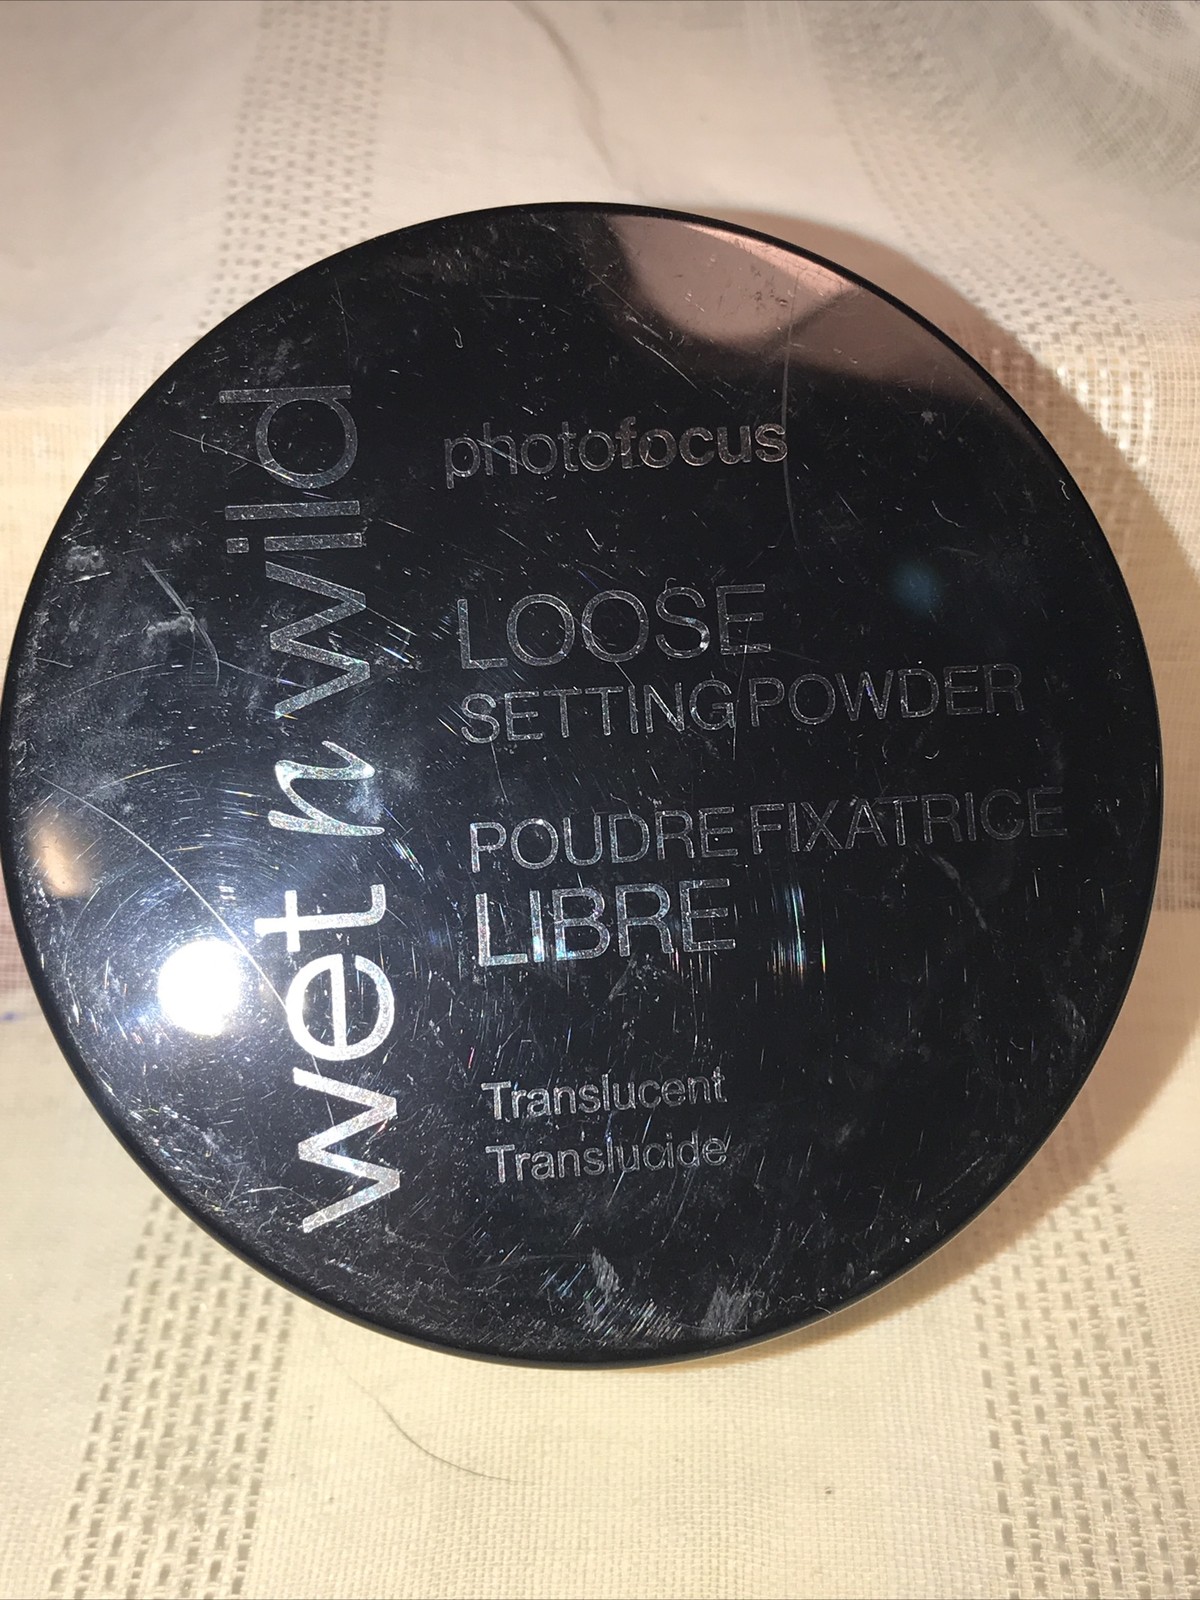 wet n wild
photofocus
LOOSE
SETTING POWDER
POUDRE FIXATRICE
LIBRE
Translucent
Translucide